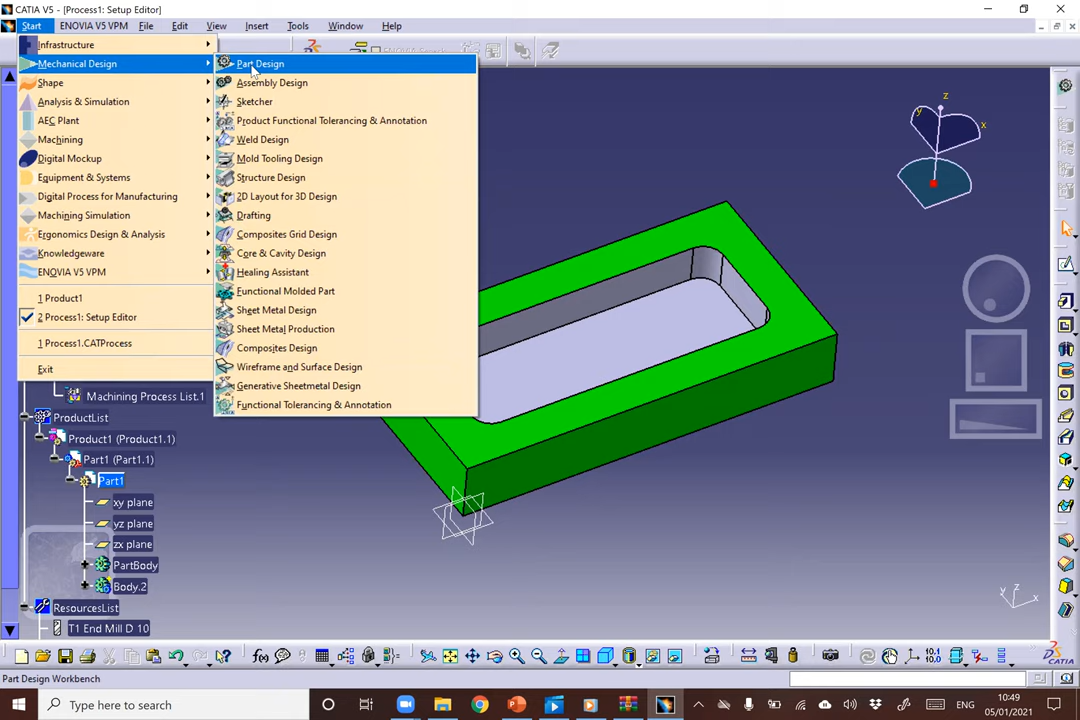 CATIA V5 - [Process1: Setup Editor]
Start ENOVIA V5 VPM File Edit View Insert Tools Window Help
Infrastructure
Mechanical Design
Shape
Analysis & Simulation
AEC Plant
Machining
Digital Mockup
Equipment & Systems
Digital Process for Manufacturing
Machining Simulation
Ergonomics Design & Analysis
Knowledgeware
ENOVIA V5 VPM
1 Product1
2 Process1: Setup Editor
1 Process1.CATProcess
Exit
Part Design
Assembly Design
Sketcher
Product Functional Tolerancing & Annotation
Weld Design
Mold Tooling Design
Structure Design
2D Layout for 3D Design
Drafting
Composites Grid Design
Core & Cavity Design
Healing Assistant
Functional Molded Part
Sheet Metal Design
Sheet Metal Production
Composites Design
Wireframe and Surface Design
Generative Sheetmetal Design
Functional Tolerancing & Annotation
Machining Process List.1
ProductList
Product1 (Product1.1)
Part1 (Part1.1)
Part1
xy plane
yz plane
zx plane
PartBody
Body.2
ResourcesList
T1 End Mill D 10
z
y
x
z
y
x
f(x)
10.1
10.0
CATIA
Part Design Workbench
Type here to search
ENG
10:49
05/01/2021